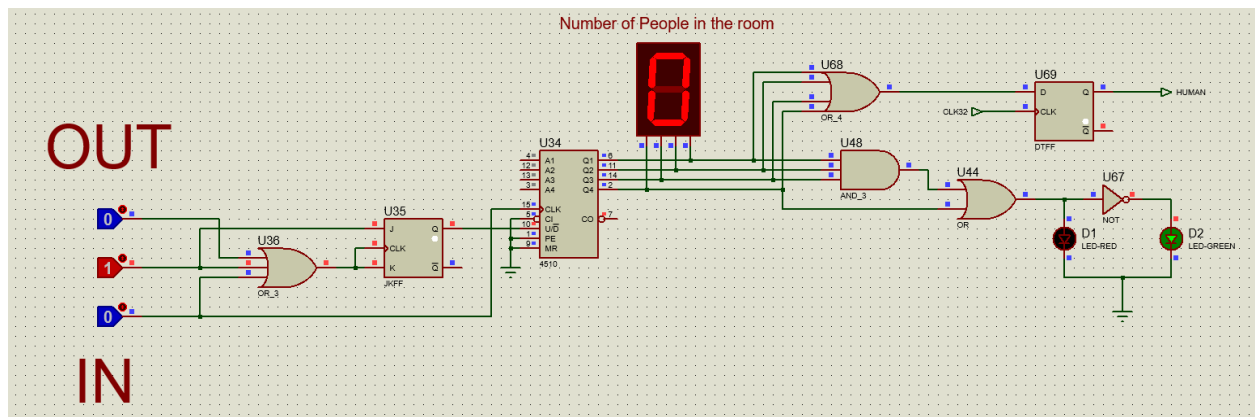 Number of People in the room
OUT
IN
0
1
0
U36
OR_3
U35
J
Q
CLK
K
Q
JKFF
U34
4
A1
Q1
6
12
A2
Q2
11
13
A3
Q3
14
3
A4
Q4
2
15
CLK
5
CI
CO
7
10
U/D
1
PE
9
MR
4510
U68
OR_4
U48
AND_3
U44
OR
U69
D
Q
CLK
Q
DTFF
CLK32
HUMAN
U67
NOT
D1
LED-RED
D2
LED-GREEN
0